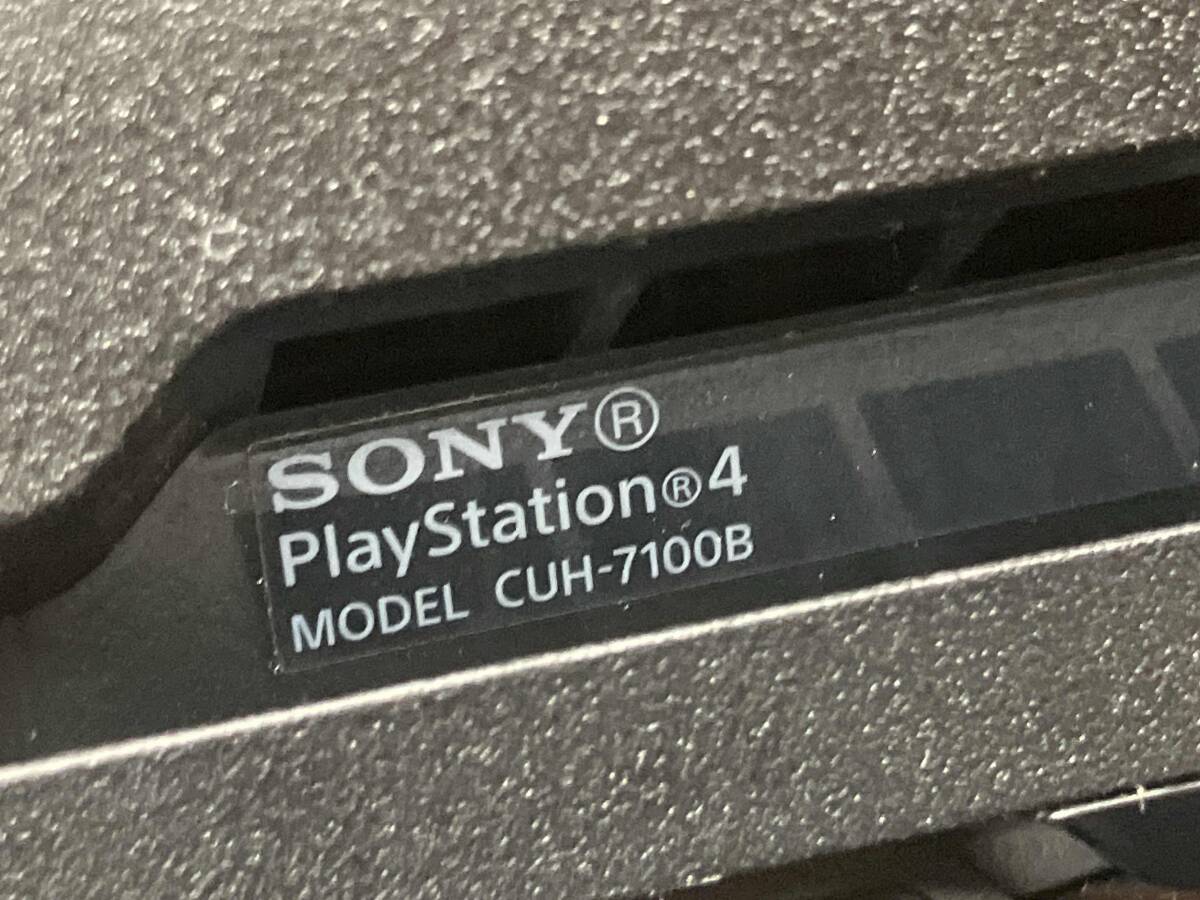 SONY®
PlayStation®4
MODEL CUH-7100B